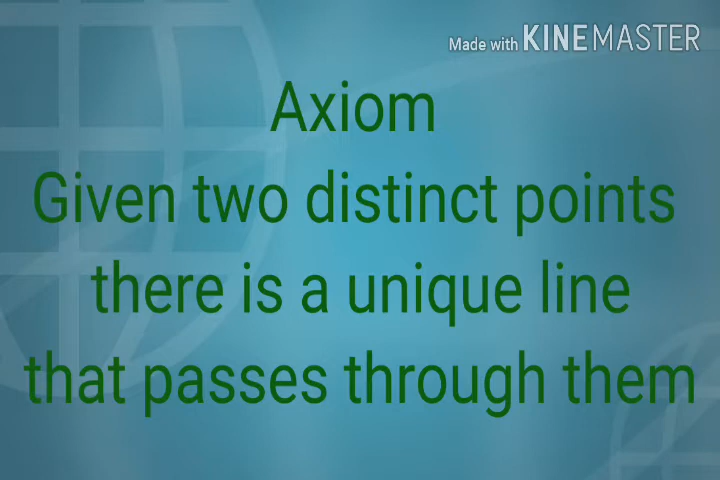 Made with KINEMASTER
Axiom
Given two distinct points
there is a unique line
that passes through them